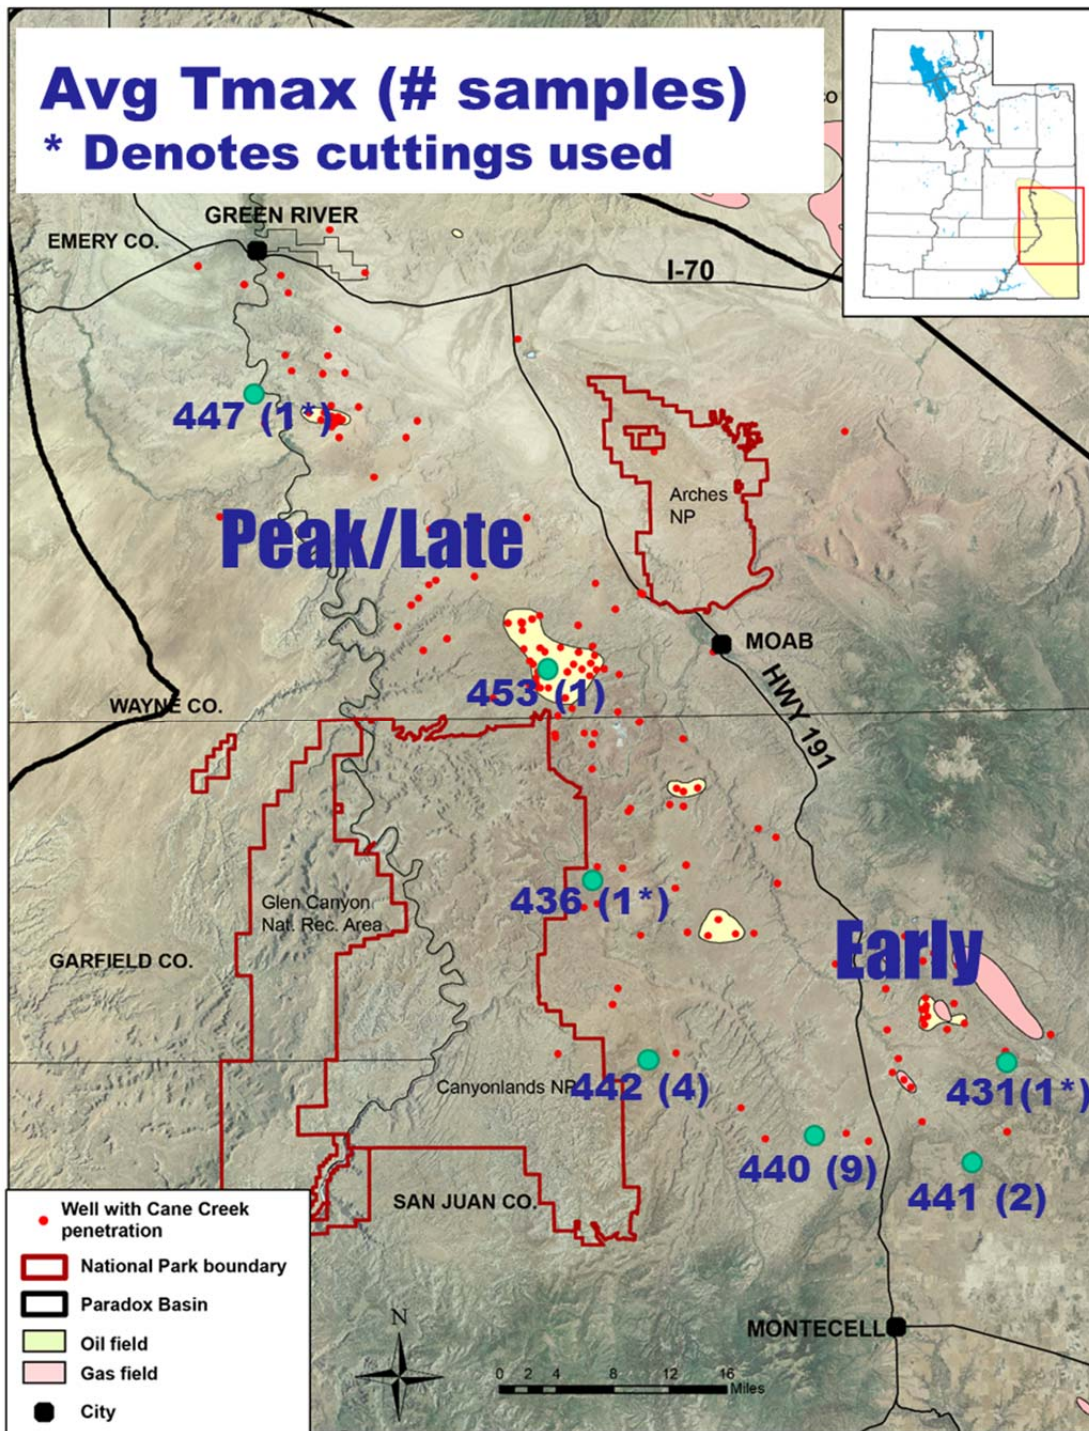 Avg Tmax (# samples)
* Denotes cuttings used
CO
GREEN RIVER
EMERY CO.
I-70
447 (1*)
Arches
NP
Peak/Late
MOAB
453 (1)
HWY 191
WAYNE CO.
436 (1*)
Glen Canyon
Nat. Rec. Area
Early
GARFIELD CO.
442 (4)
Canyonlands NP
431(1*)
440 (9)
441 (2)
SAN JUAN CO.
Well with Cane Creek
penetration
National Park boundary
Paradox Basin
Oil field
Gas field
City
N
MONTECELL
0 2 4 8 12 16
Miles